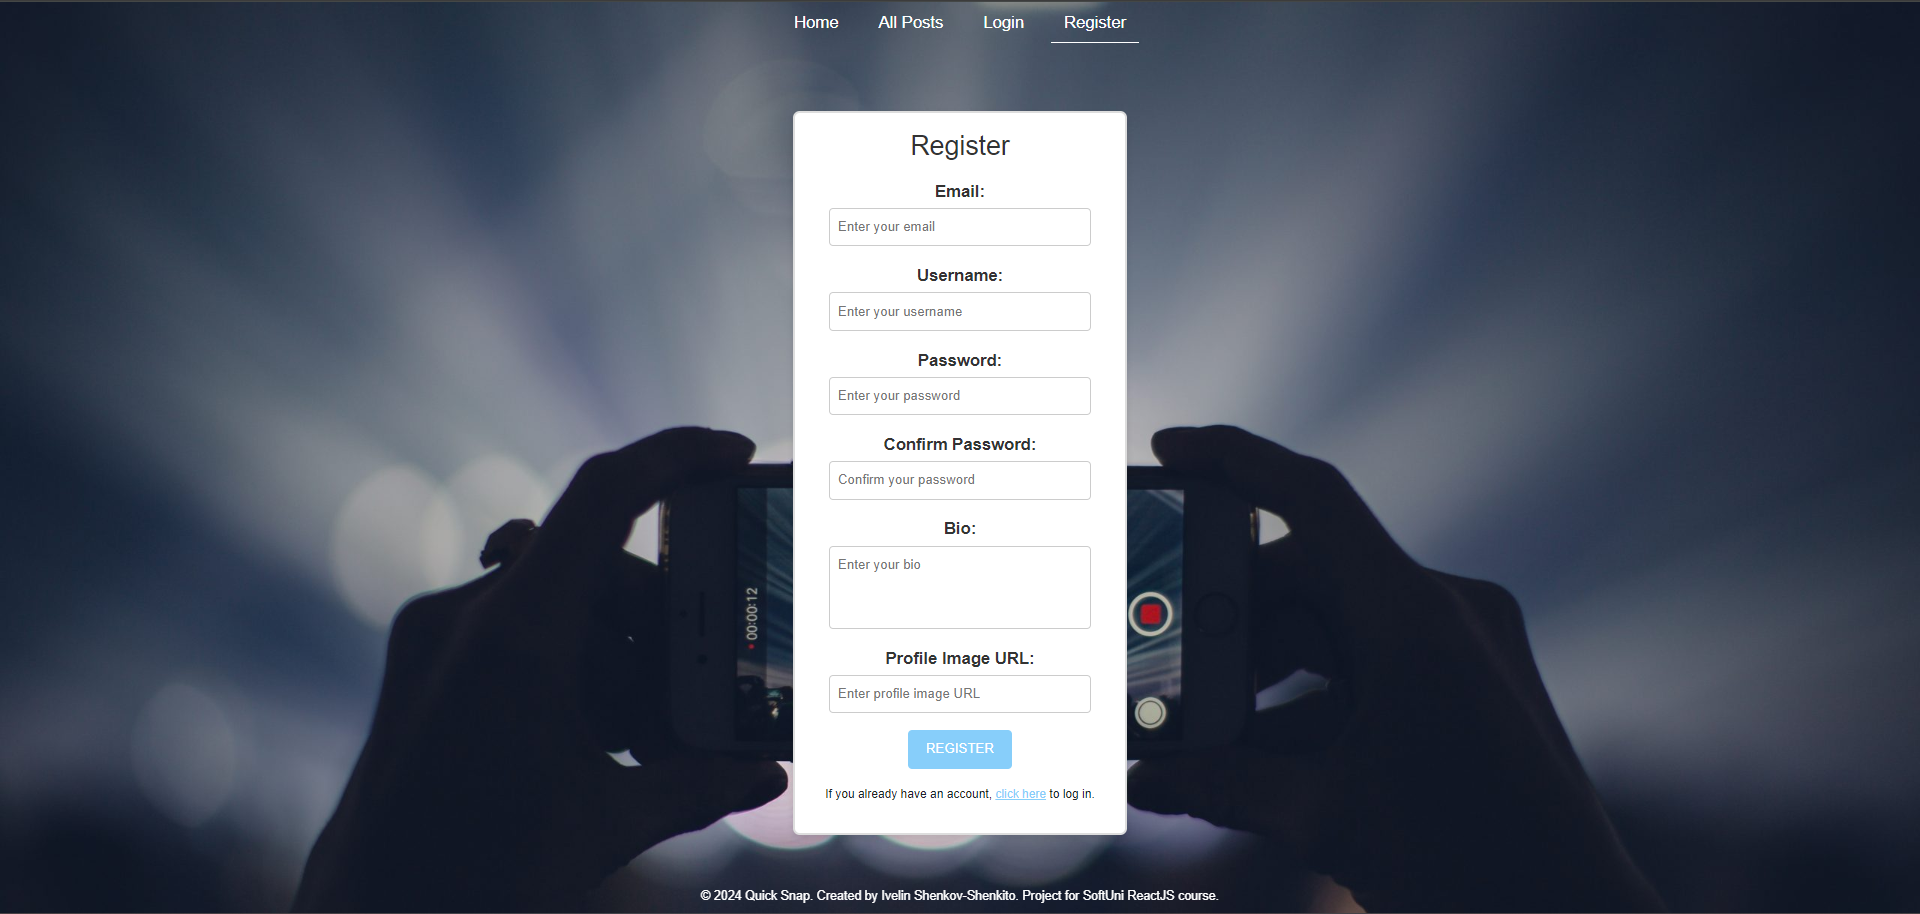 Home All Posts Login Register
Register
Email:
Enter your email
Username:
Enter your username
Password:
Enter your password
Confirm Password:
Confirm your password
Bio:
Enter your bio
00:00:12
Profile Image URL:
Enter profile image URL
REGISTER
If you already have an account, click here to log in.
© 2024 Quick Snap. Created by Ivelin Shenkov-Shenkito. Project for SoftUni ReactJS course.